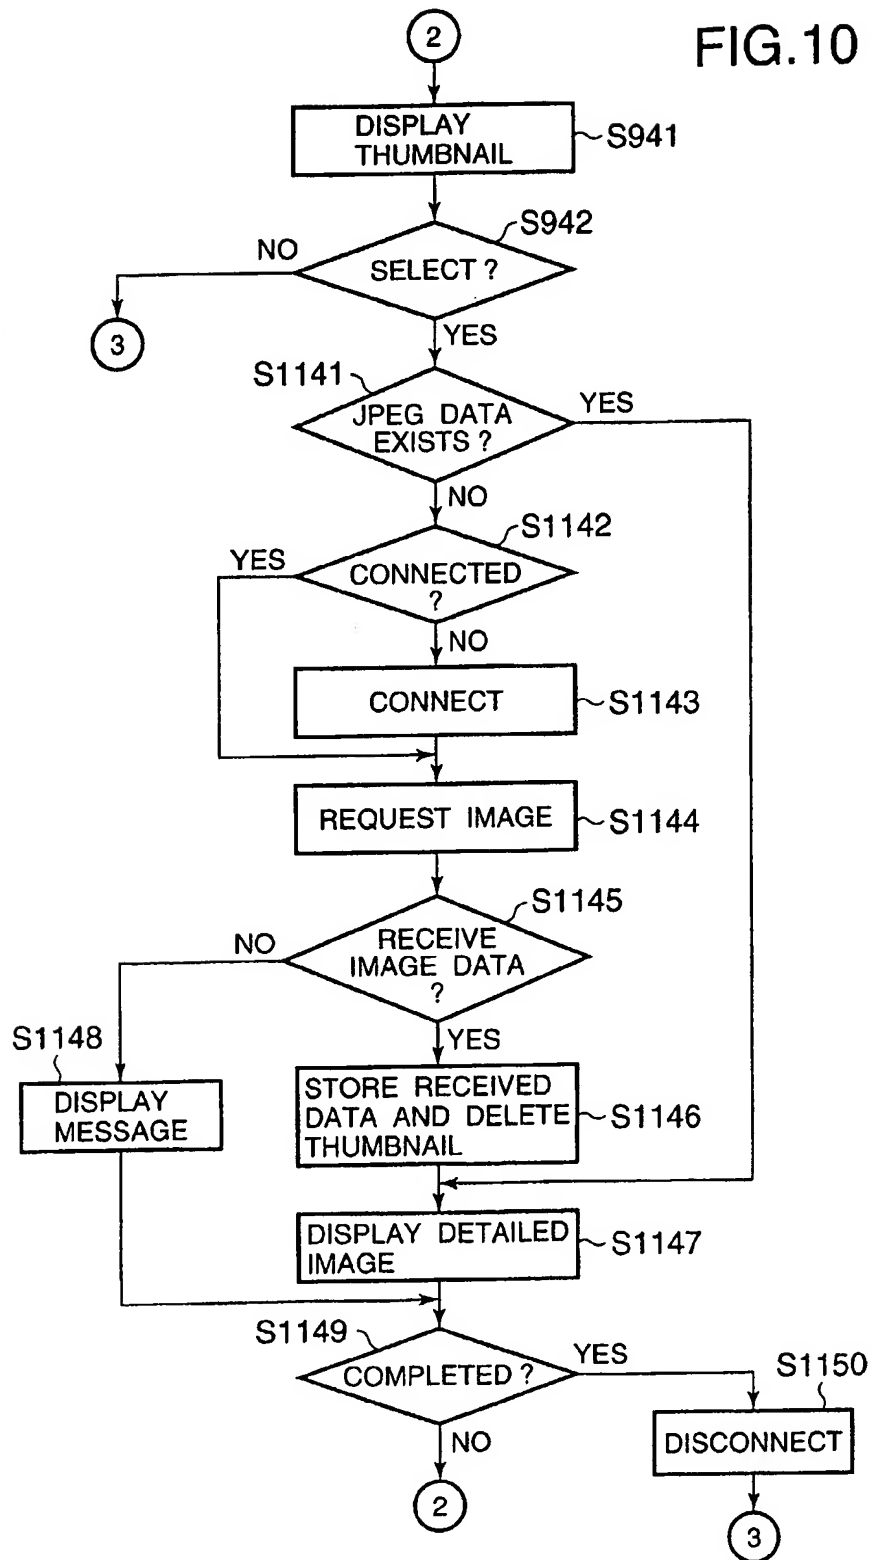 2
FIG.10
DISPLAY
THUMBNAIL
S941
S942
NO
SELECT ?
3
YES
S1141
JPEG DATA
EXISTS ?
YES
NO
S1142
YES
CONNECTED
?
NO
CONNECT
S1143
REQUEST IMAGE
S1144
S1145
NO
RECEIVE
IMAGE DATA
?
YES
S1148
DISPLAY
MESSAGE
STORE RECEIVED
DATA AND DELETE
THUMBNAIL
S1146
DISPLAY DETAILED
IMAGE
S1147
S1149
COMPLETED ?
YES
S1150
NO
DISCONNECT
2
3